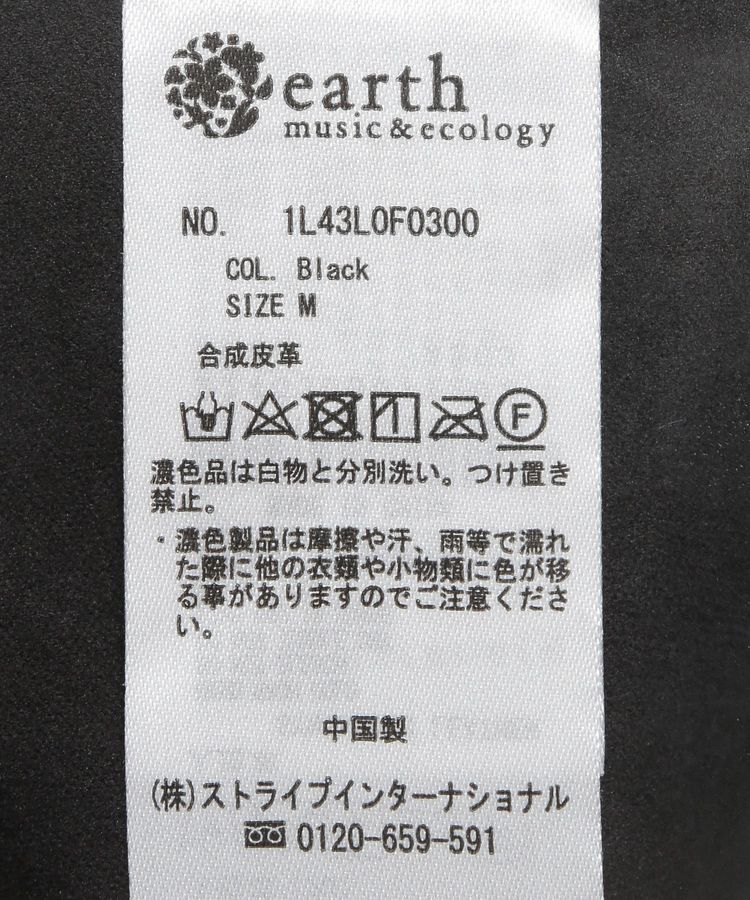 earth
music&ecology
NO. 1L43L0F0300
COL. Black
SIZE M
合成皮革
F
濃色品は白物と分別洗い。つけ置き
禁止。
・濃色製品は摩擦や汗、雨等で濡れ
た際に他の衣類や小物類に色が移
る事がありますのでご注意くださ
い。
中国製
(株)ストライプインターナショナル
0120-659-591